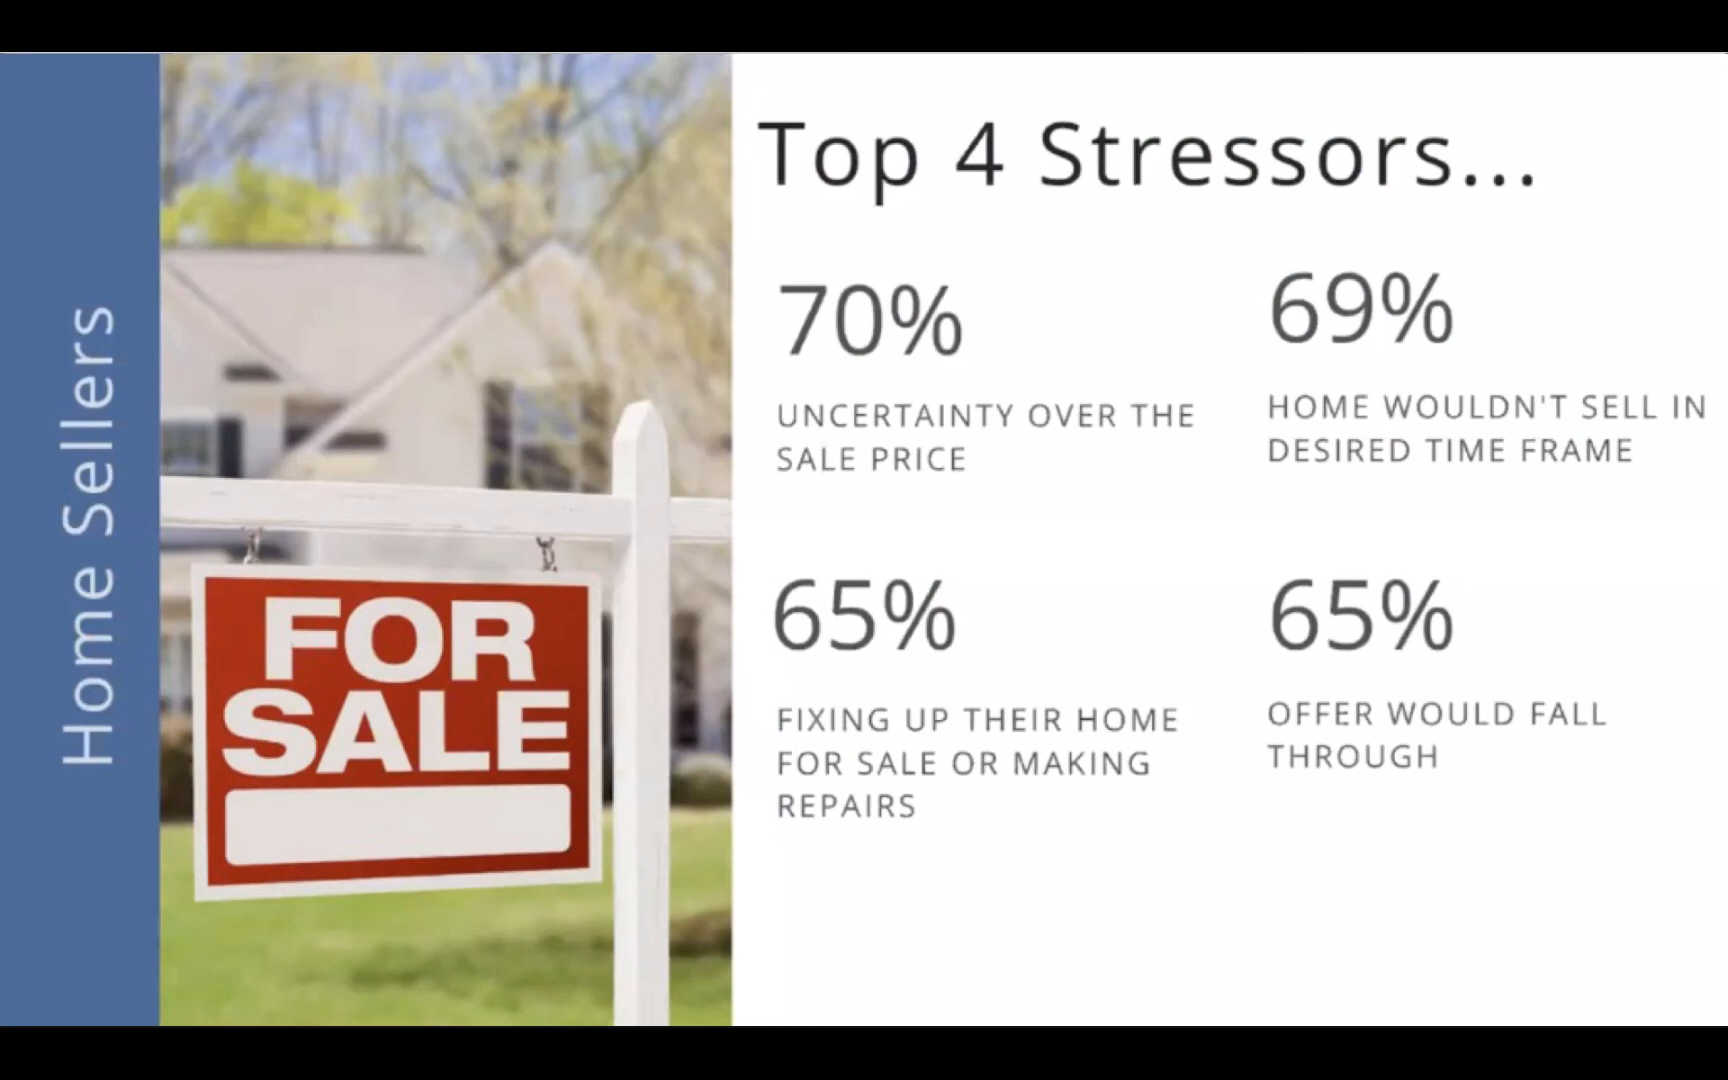 Home Sellers
FOR
SALE
Top 4 Stressors...
70%
UNCERTAINTY OVER THE
SALE PRICE
69%
HOME WOULDN'T SELL IN
DESIRED TIME FRAME
65%
FIXING UP THEIR HOME
FOR SALE OR MAKING
REPAIRS
65%
OFFER WOULD FALL
THROUGH